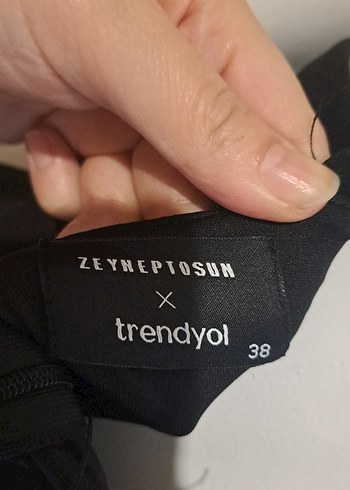 ZEYNEPTOSUN
X
trendyol
38